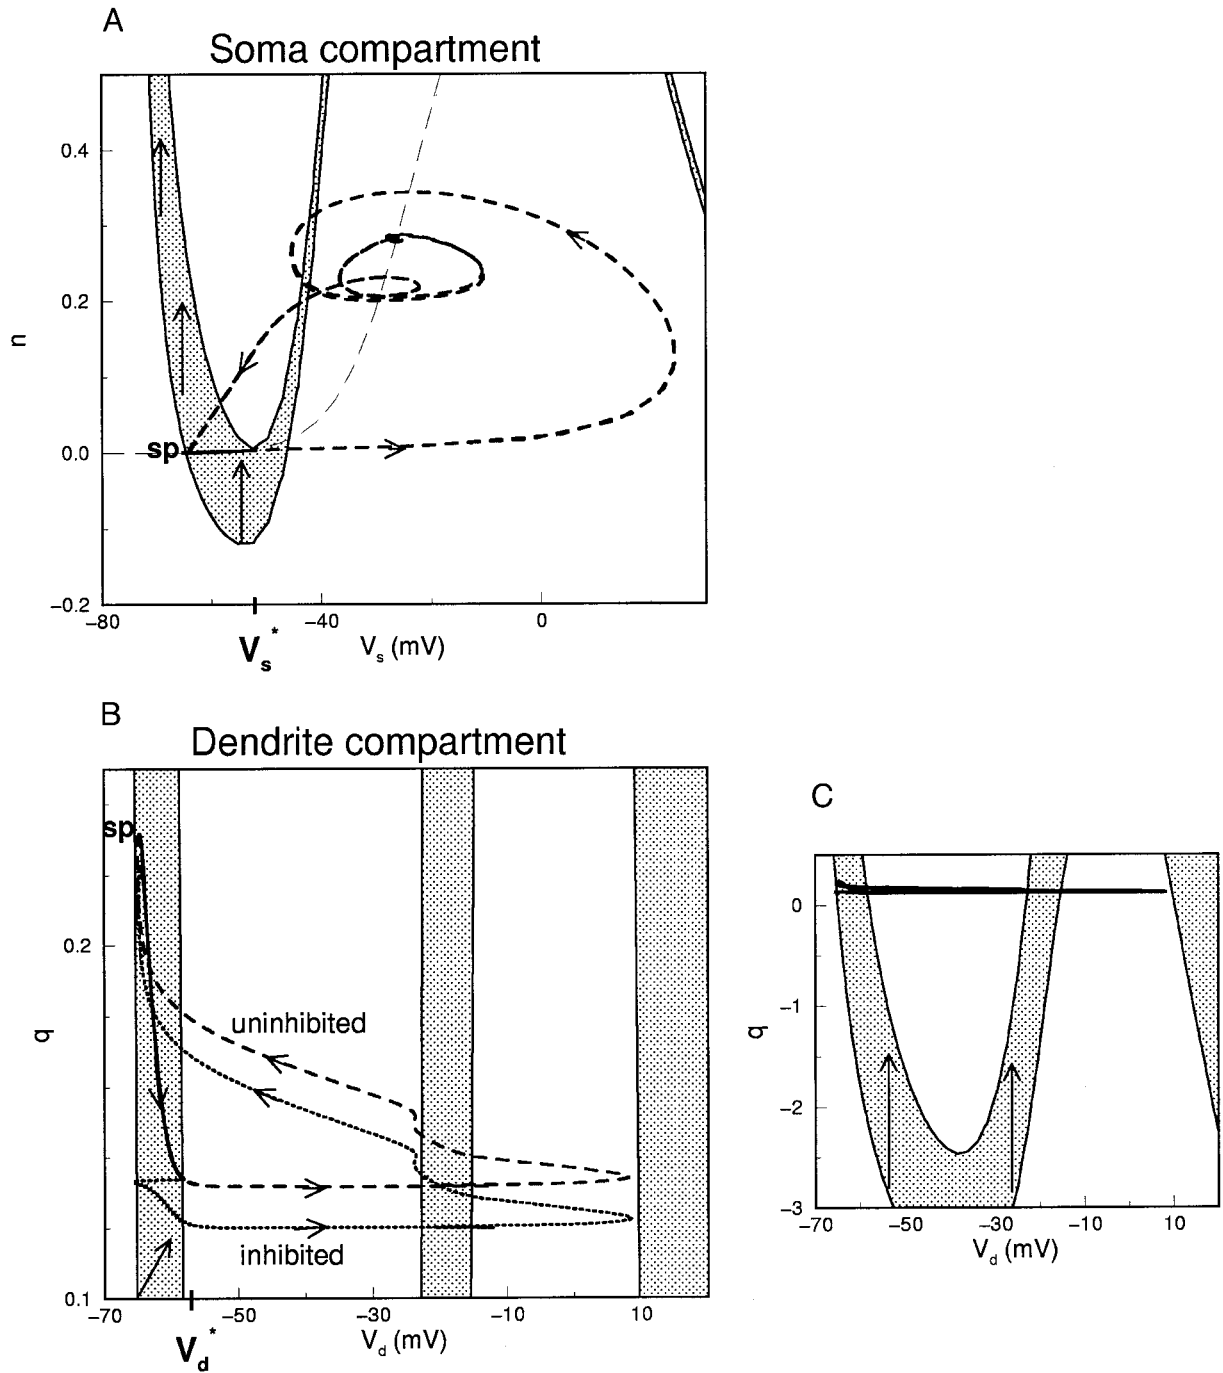 A
Soma compartment
0.4
0.2
n
sp
0.0
−0.2
−80
−40
0
V_s^*
V_s (mV)
B
Dendrite compartment
sp
0.2
q
uninhibited
inhibited
0.1
−70
−50
−30
−10
10
V_d^*
V_d (mV)
C
0
−1
q
−2
−3
−70
−50
−30
−10
10
V_d (mV)